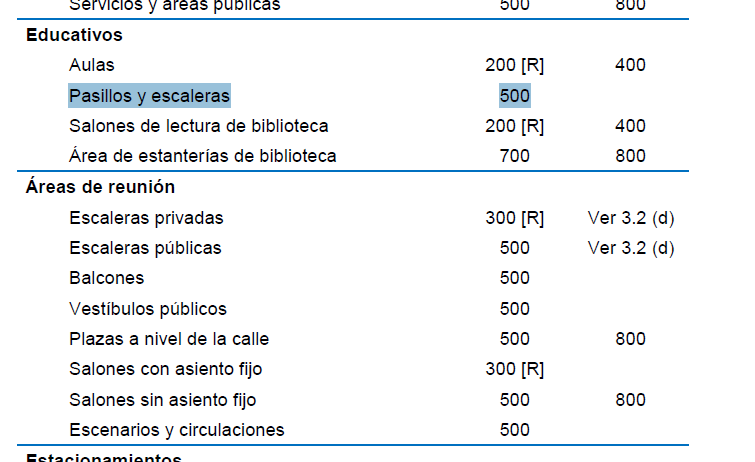 Servicios y áreas públicas 500 800
Educativos
Aulas 200 [R] 400
Pasillos y escaleras 500
Salones de lectura de biblioteca 200 [R] 400
Área de estanterías de biblioteca 700 800
Áreas de reunión
Escaleras privadas 300 [R] Ver 3.2 (d)
Escaleras públicas 500 Ver 3.2 (d)
Balcones 500
Vestíbulos públicos 500
Plazas a nivel de la calle 500 800
Salones con asiento fijo 300 [R]
Salones sin asiento fijo 500 800
Escenarios y circulaciones 500
Estacionamientos